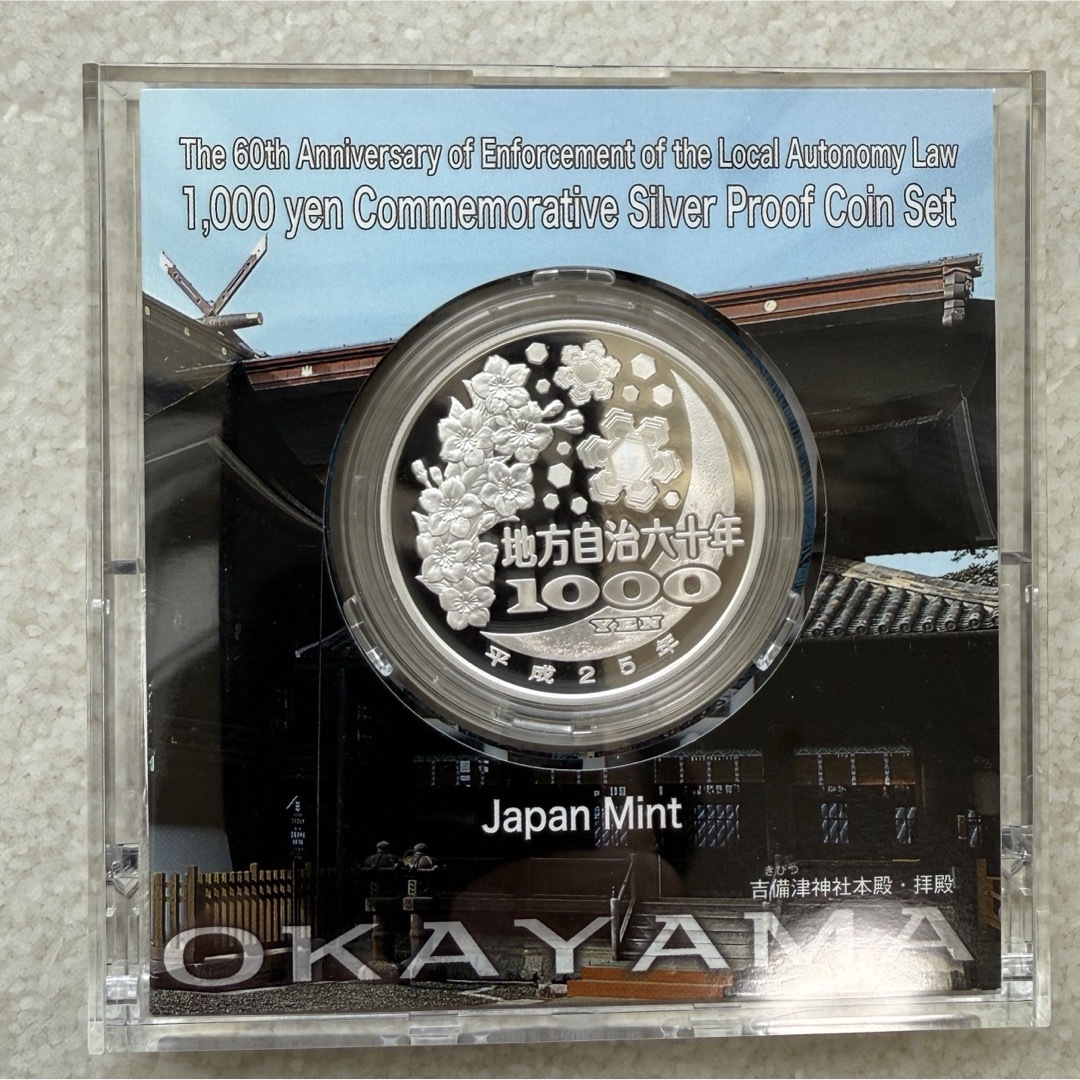 The 60th Anniversary of Enforcement of the Local Autonomy Law
1,000 yen Commemorative Silver Proof Coin Set
地方自治六十年
1000
YEN
平成25年
Japan Mint
きびつ
吉備津神社本殿・拝殿
OKAYAMA